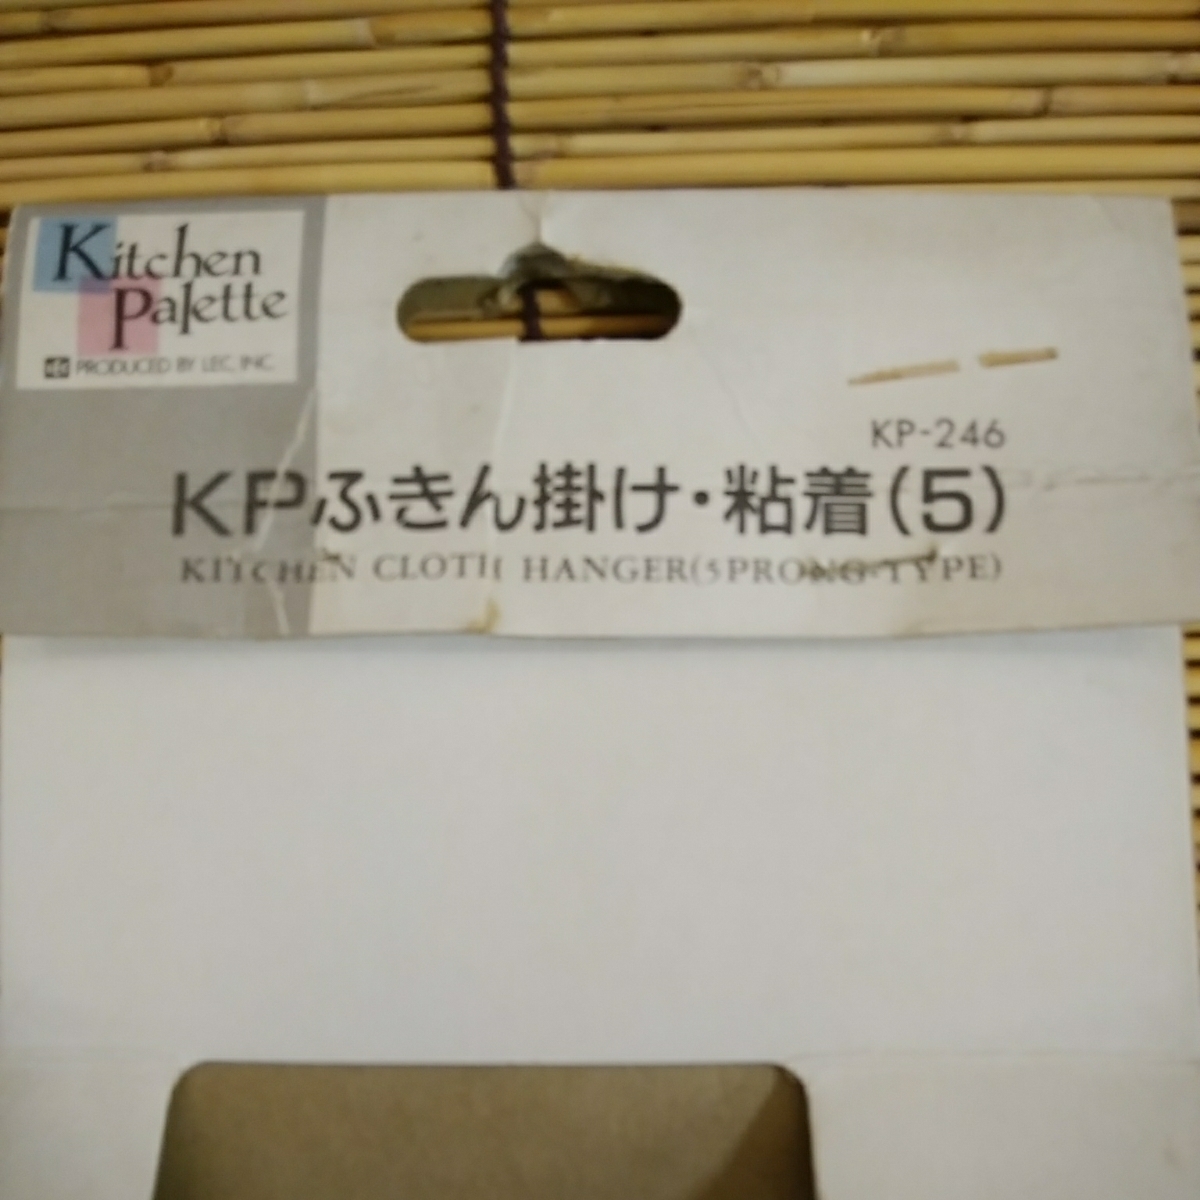 Kitchen
Palette
PRODUCED BY LEC, INC.
KP-246
KPふきん掛け・粘着(5)
KITCHEN CLOTH HANGER(5PRONG-TYPE)